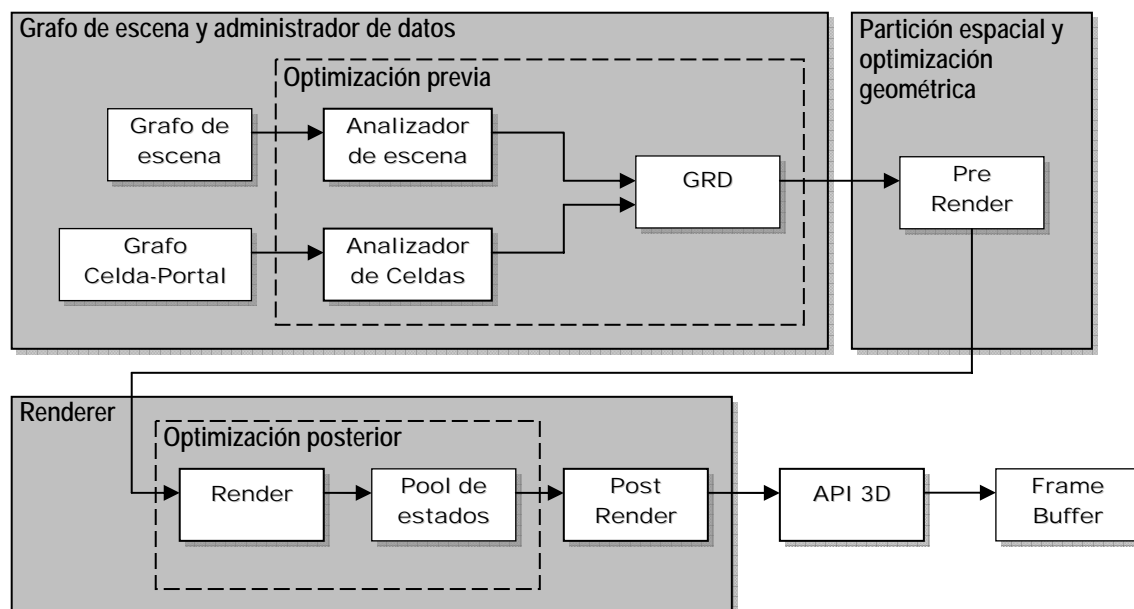 Grafo de escena y administrador de datos
Partición espacial y
optimización
geométrica
Optimización previa
Grafo de
escena
Analizador
de escena
GRD
Pre
Render
Grafo
Celda-Portal
Analizador
de Celdas
Renderer
Optimización posterior
Render
Pool de
estados
Post
Render
API 3D
Frame
Buffer